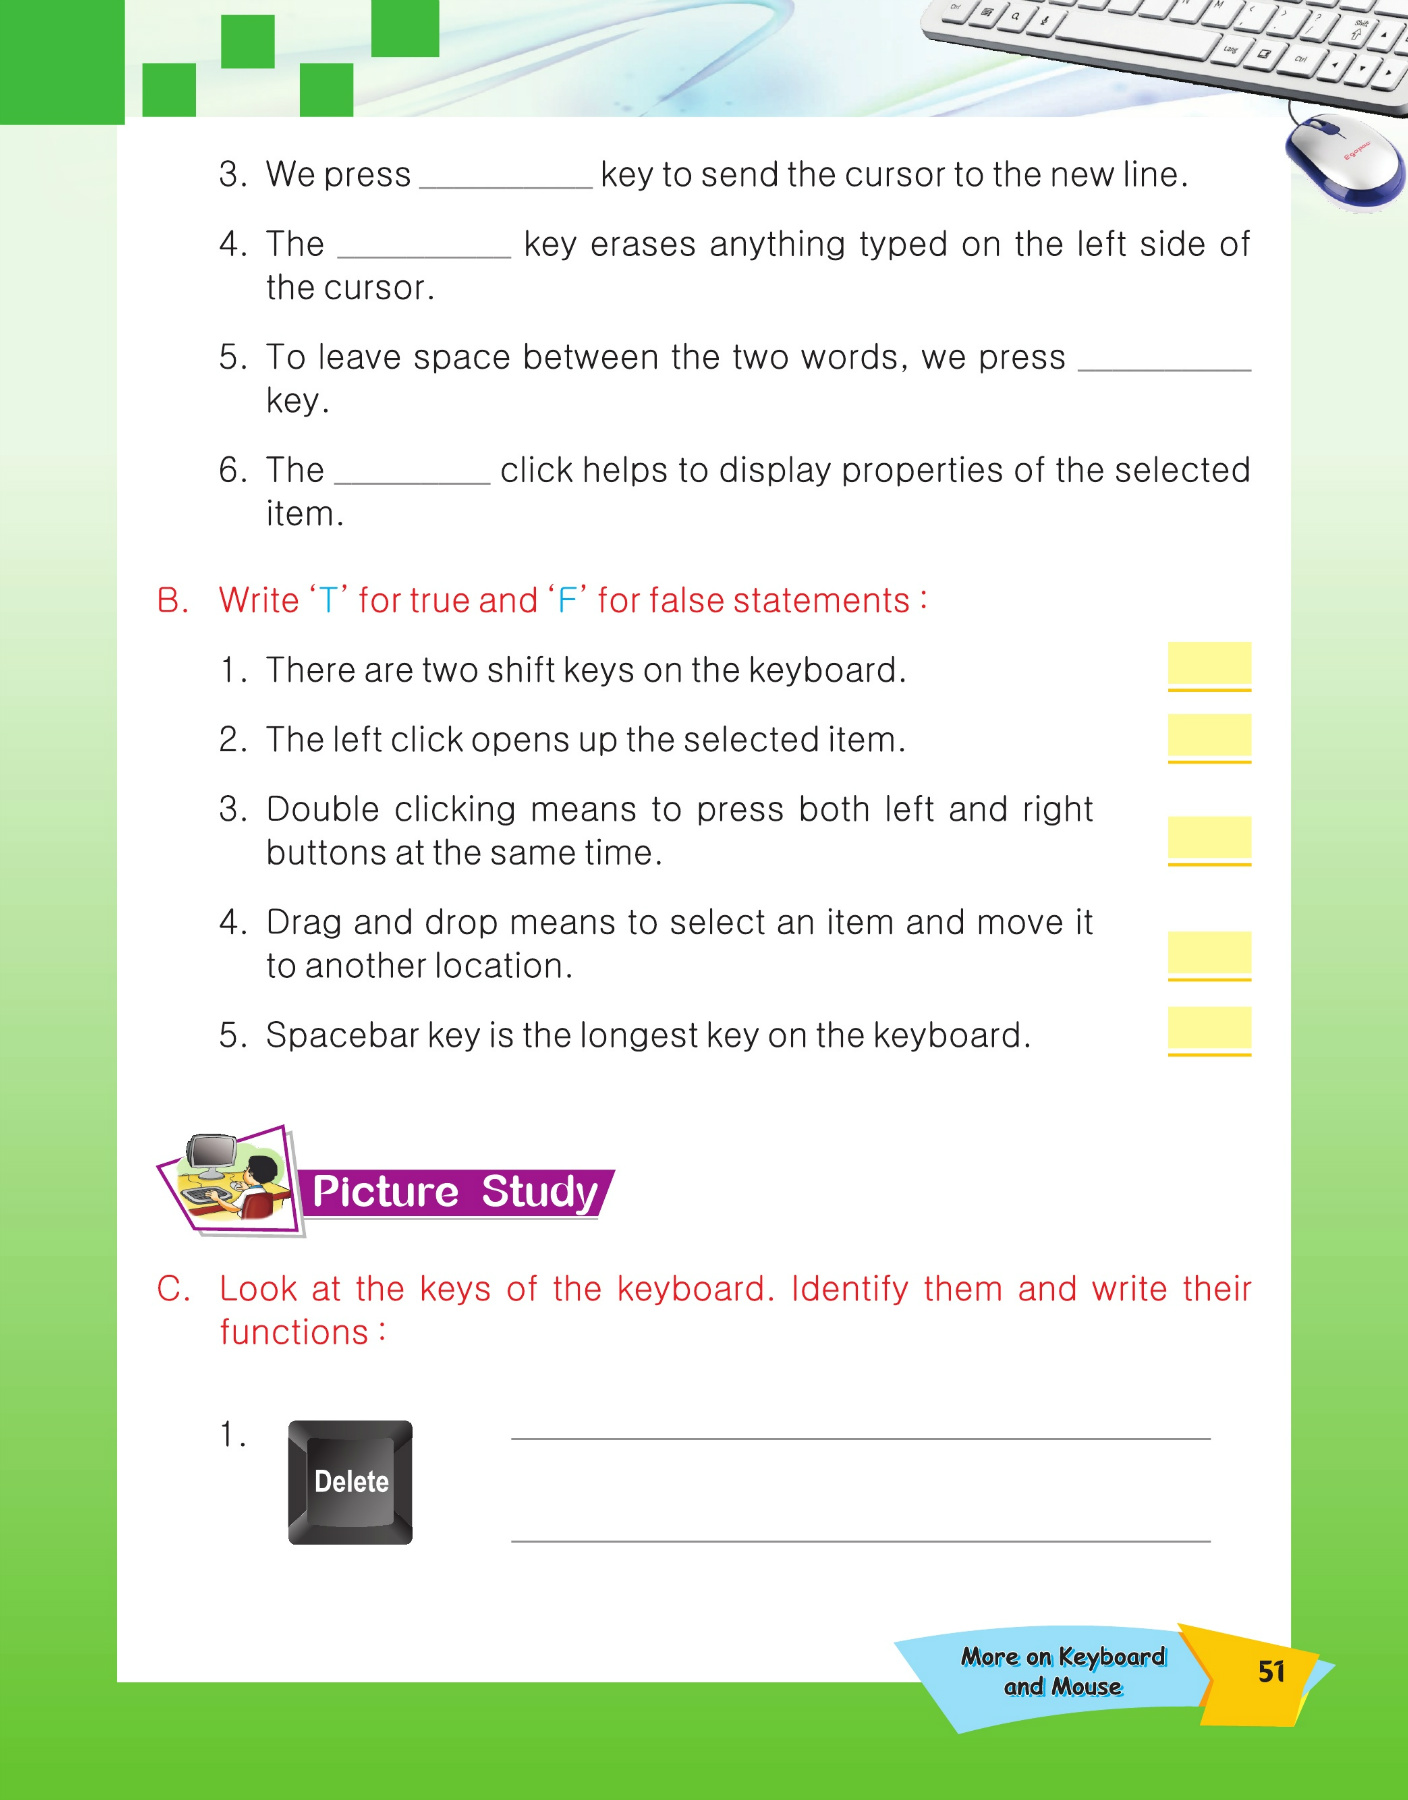 3. We press __________ key to send the cursor to the new line.
4. The __________ key erases anything typed on the left side of
the cursor.
5. To leave space between the two words, we press __________
key.
6. The _________ click helps to display properties of the selected
item.
B. Write ‘T’ for true and ‘F’ for false statements :
1. There are two shift keys on the keyboard.
2. The left click opens up the selected item.
3. Double clicking means to press both left and right
buttons at the same time.
4. Drag and drop means to select an item and move it
to another location.
5. Spacebar key is the longest key on the keyboard.
Picture Study
C. Look at the keys of the keyboard. Identify them and write their
functions :
1.
Delete
More on Keyboard
and Mouse
51